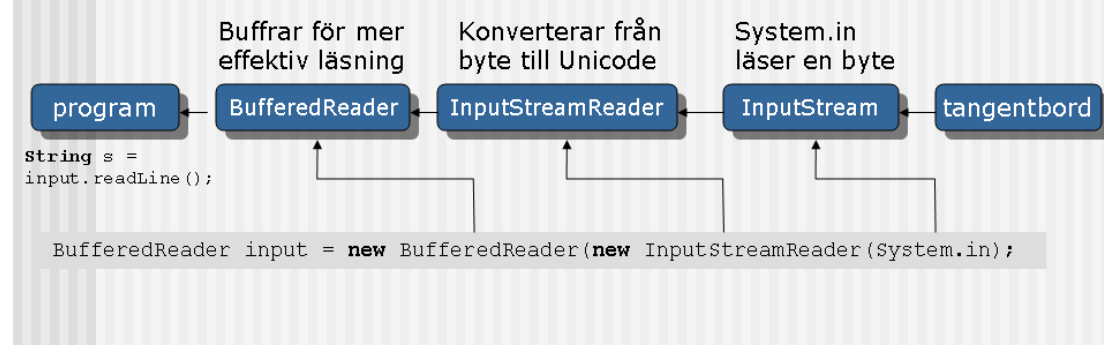 Buffrar för mer
effektiv läsning
Konverterar från
byte till Unicode
System.in
läser en byte
program
BufferedReader
InputStreamReader
InputStream
tangentbord
String s =
input.readLine();
BufferedReader input = new BufferedReader(new InputStreamReader(System.in);